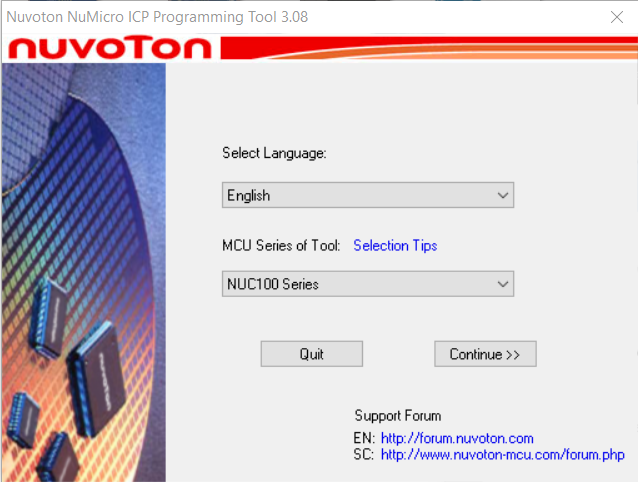 Nuvoton NuMicro ICP Programming Tool 3.08
nuvoTon
Select Language:
English
MCU Series of Tool: Selection Tips
NUC100 Series
Quit
Continue >>
nuvoTon
Support Forum
EN: http://forum.nuvoton.com
SC: http://www.nuvoton-mcu.com/forum.php